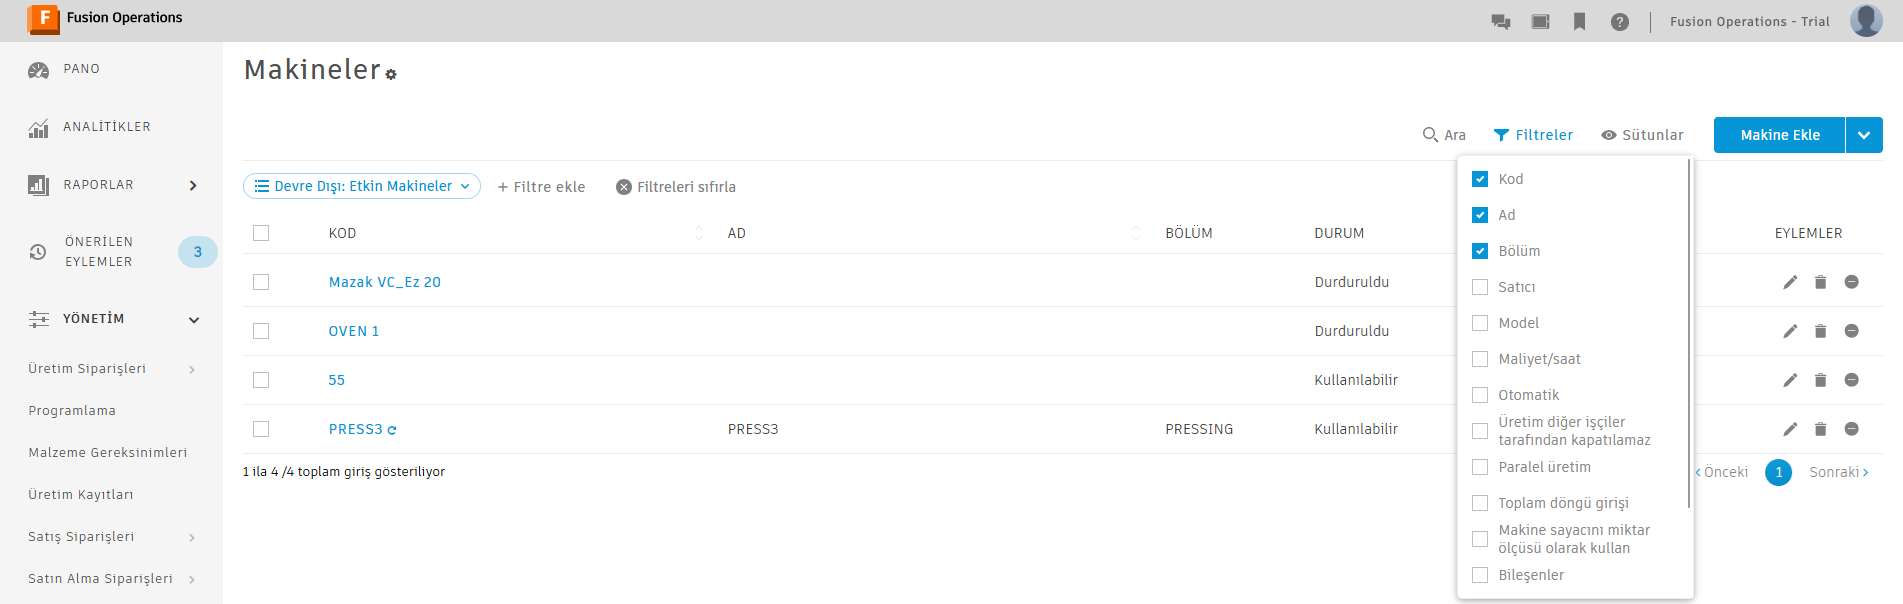 F Fusion Operations
? Fusion Operations - Trial
PANO
ANALİTİKLER
RAPORLAR
ÖNERİLEN
EYLEMLER
3
YÖNETİM
Üretim Siparişleri
Programlama
Malzeme Gereksinimleri
Üretim Kayıtları
Satış Siparişleri
Satın Alma Siparişleri
Makineler
Ara Filtreler Sütunlar Makine Ekle
Devre Dışı: Etkin Makineler + Filtre ekle Filtreleri sıfırla
KOD AD BÖLÜM DURUM EYLEMLER
Mazak VC_Ez 20 Durduruldu
OVEN 1 Durduruldu
55 Kullanılabilir
PRESS3 PRESS3 PRESSING Kullanılabilir
1 ila 4 /4 toplam giriş gösteriliyor
‹ Önceki 1 Sonraki ›
Kod
Ad
Bölüm
Satıcı
Model
Maliyet/saat
Otomatik
Üretim diğer işçiler
tarafından kapatılamaz
Paralel üretim
Toplam döngü girişi
Makine sayacını miktar
ölçüsü olarak kullan
Bileşenler